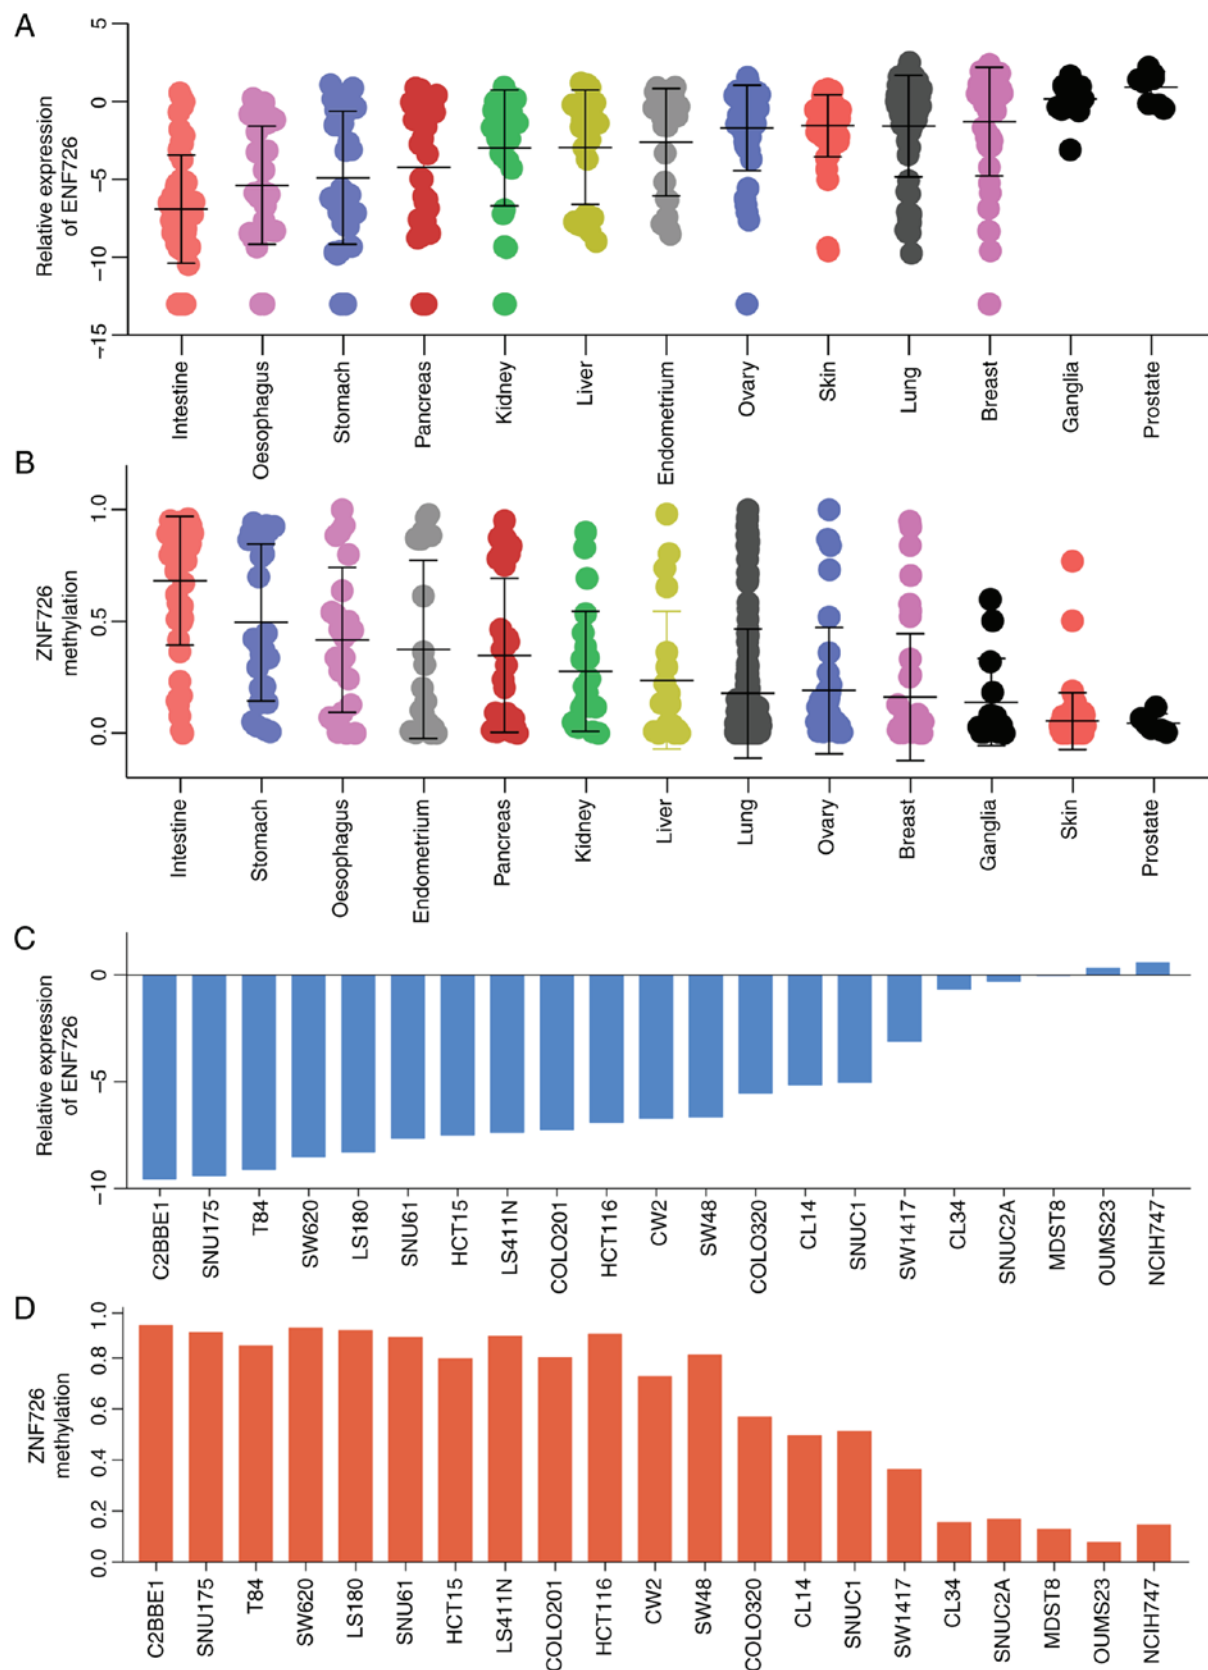 A
Relative expression
of ENF726
5
0
−5
−10
−15
Intestine
Oesophagus
Stomach
Pancreas
Kidney
Liver
Endometrium
Ovary
Skin
Lung
Breast
Ganglia
Prostate
B
ZNF726
methylation
1.0
0.5
0.0
Intestine
Stomach
Oesophagus
Endometrium
Pancreas
Kidney
Liver
Lung
Ovary
Breast
Ganglia
Skin
Prostate
C
Relative expression
of ENF726
0
−5
−10
C2BBE1
SNU175
T84
SW620
LS180
SNU61
HCT15
LS411N
COLO201
HCT116
CW2
SW48
COLO320
CL14
SNUC1
SW1417
CL34
SNUC2A
MDST8
OUMS23
NCIH747
D
ZNF726
methylation
1.0
0.8
0.6
0.4
0.2
0.0
C2BBE1
SNU175
T84
SW620
LS180
SNU61
HCT15
LS411N
COLO201
HCT116
CW2
SW48
COLO320
CL14
SNUC1
SW1417
CL34
SNUC2A
MDST8
OUMS23
NCIH747